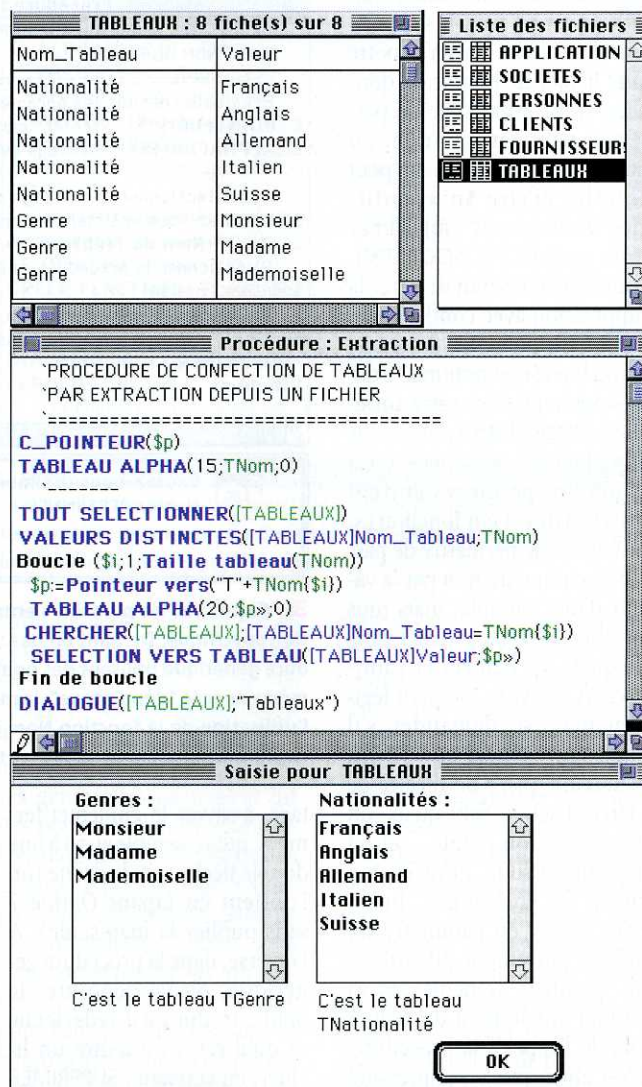 TABLEAUX : 8 fiche(s) sur 8
Nom_Tableau Valeur
Nationalité Français
Nationalité Anglais
Nationalité Allemand
Nationalité Italien
Nationalité Suisse
Genre Monsieur
Genre Madame
Genre Mademoiselle
Liste des fichiers
APPLICATION
SOCIETES
PERSONNES
CLIENTS
FOURNISSEURS
TABLEAUX
Procédure : Extraction
`PROCEDURE DE CONFECTION DE TABLEAUX
`PAR EXTRACTION DEPUIS UN FICHIER
`=====================================
C_POINTEUR($p)
TABLEAU ALPHA(15;TNom;0)
`-------
TOUT SELECTIONNER([TABLEAUX])
VALEURS DISTINCTES([TABLEAUX]Nom_Tableau;TNom)
Boucle ($i;1;Taille tableau(TNom))
$p:=Pointeur vers("T"+TNom{$i})
TABLEAU ALPHA(20;$p»;0)
CHERCHER([TABLEAUX];[TABLEAUX]Nom_Tableau=TNom{$i})
SELECTION VERS TABLEAU([TABLEAUX]Valeur;$p»)
Fin de boucle
DIALOGUE([TABLEAUX];"Tableaux")
Saisie pour TABLEAUX
Genres :
Monsieur
Madame
Mademoiselle
C'est le tableau TGenre
Nationalités :
Français
Anglais
Allemand
Italien
Suisse
C'est le tableau
TNationalité
OK